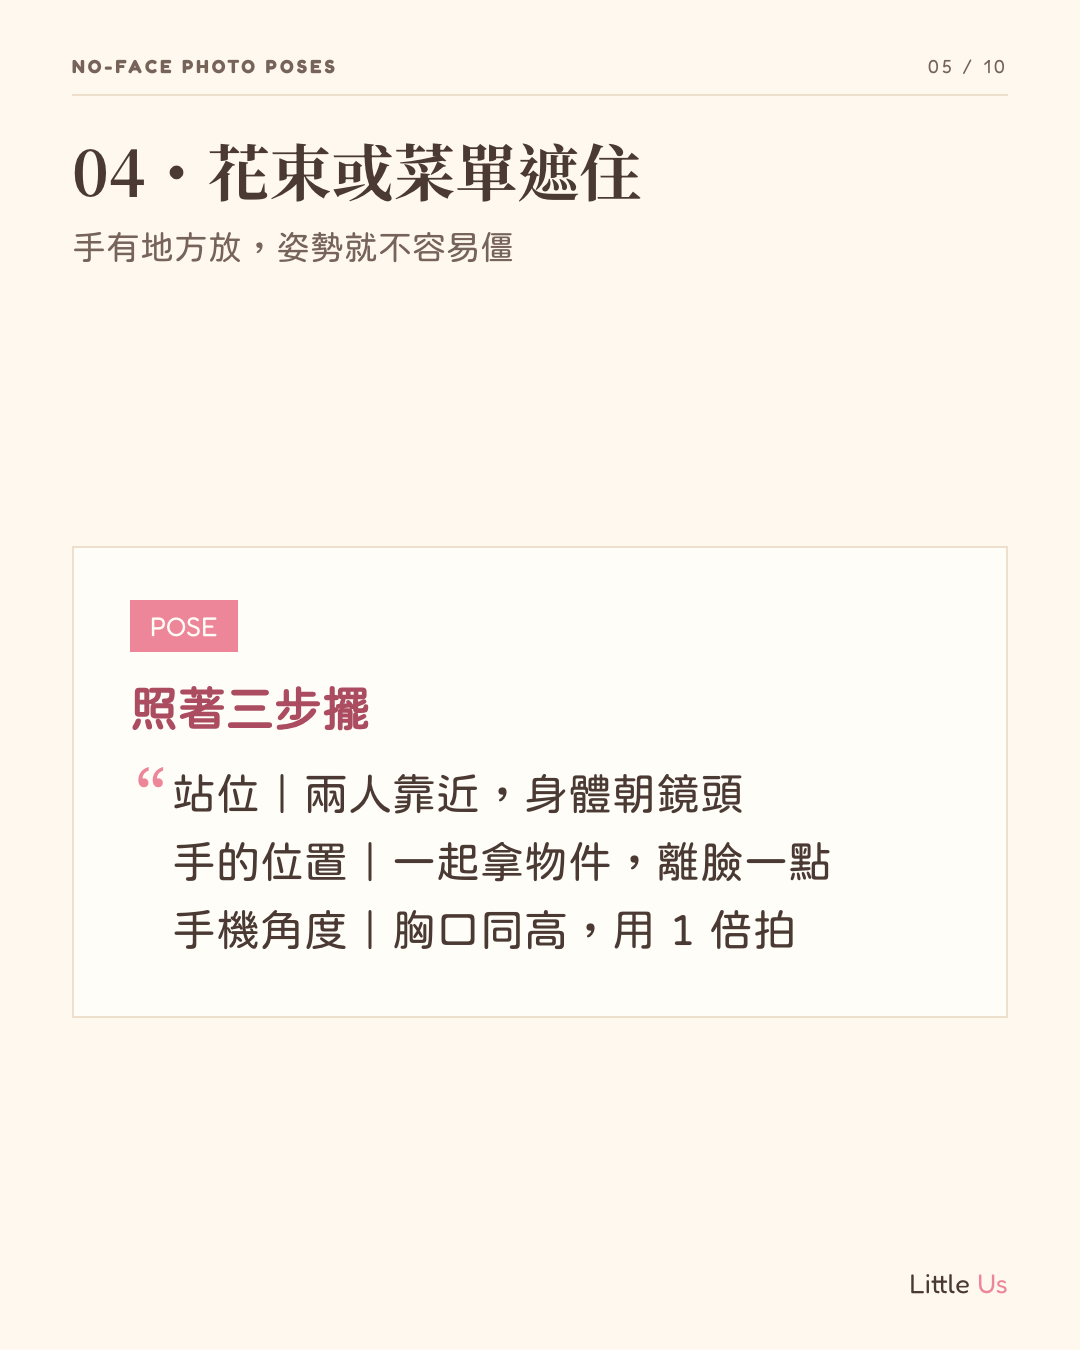 NO-FACE PHOTO POSES
05 / 10
04・花束或菜單遮住
手有地方放，姿勢就不容易僵
POSE
照著三步擺
“站位｜兩人靠近，身體朝鏡頭
手的位置｜一起拿物件，離臉一點
手機角度｜胸口同高，用 1 倍拍
Little Us